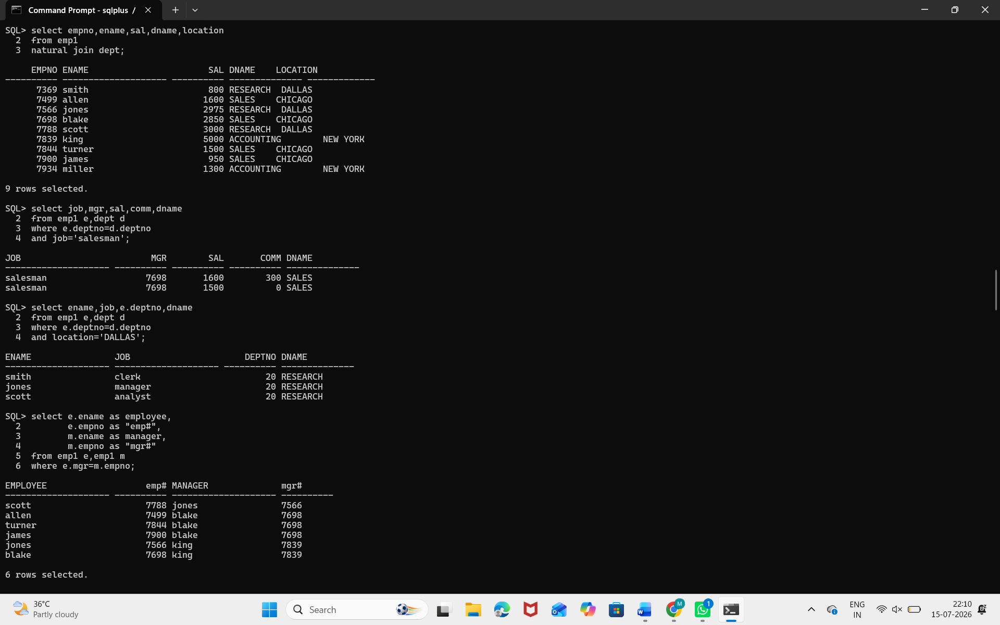 Command Prompt - sqlplus /
SQL> select empno,ename,sal,dname,location
  2  from emp1
  3  natural join dept;
     EMPNO ENAME                       SAL DNAME    LOCATION
---------- -------------------- ---------- -------------- -------------
      7369 smith                       800 RESEARCH  DALLAS
      7499 allen                      1600 SALES    CHICAGO
      7566 jones                      2975 RESEARCH  DALLAS
      7698 blake                      2850 SALES    CHICAGO
      7788 scott                      3000 RESEARCH  DALLAS
      7839 king                       5000 ACCOUNTING        NEW YORK
      7844 turner                     1500 SALES    CHICAGO
      7900 james                       950 SALES    CHICAGO
      7934 miller                     1300 ACCOUNTING        NEW YORK
9 rows selected.
SQL> select job,mgr,sal,comm,dname
  2  from emp1 e,dept d
  3  where e.deptno=d.deptno
  4  and job='salesman';
JOB                         MGR        SAL       COMM DNAME
-------------------- ---------- ---------- ---------- --------------
salesman                   7698       1600        300 SALES
salesman                   7698       1500          0 SALES
SQL> select ename,job,e.deptno,dname
  2  from emp1 e,dept d
  3  where e.deptno=d.deptno
  4  and location='DALLAS';
ENAME                JOB                      DEPTNO DNAME
-------------------- -------------------- ---------- --------------
smith                clerk                        20 RESEARCH
jones                manager                      20 RESEARCH
scott                analyst                      20 RESEARCH
SQL> select e.ename as employee,
  2         e.empno as "emp#",
  3         m.ename as manager,
  4         m.empno as "mgr#"
  5  from emp1 e,emp1 m
  6  where e.mgr=m.empno;
EMPLOYEE                   emp# MANAGER              mgr#
-------------------- ---------- -------------------- ----------
scott                      7788 jones                7566
allen                      7499 blake                7698
turner                     7844 blake                7698
james                      7900 blake                7698
jones                      7566 king                 7839
blake                      7698 king                 7839
6 rows selected.
36°C
Partly cloudy
Search
M
1
ENG
IN
22:10
15-07-2026